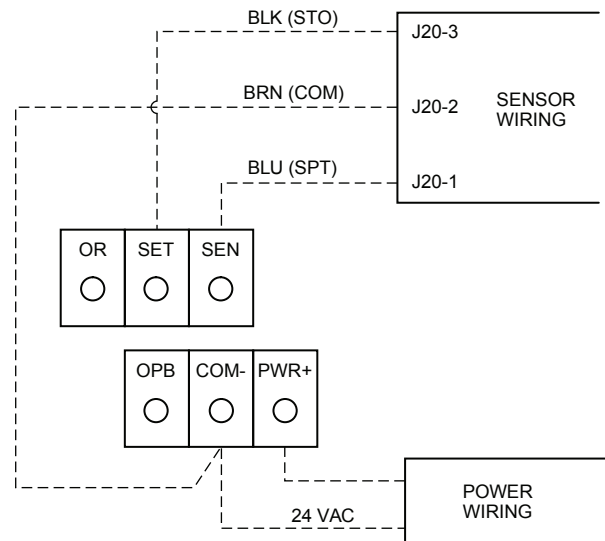 BLK (STO)
J20-3
BRN (COM)
J20-2
SENSOR
WIRING
BLU (SPT)
J20-1
OR SET SEN
OPB COM- PWR+
24 VAC
POWER
WIRING